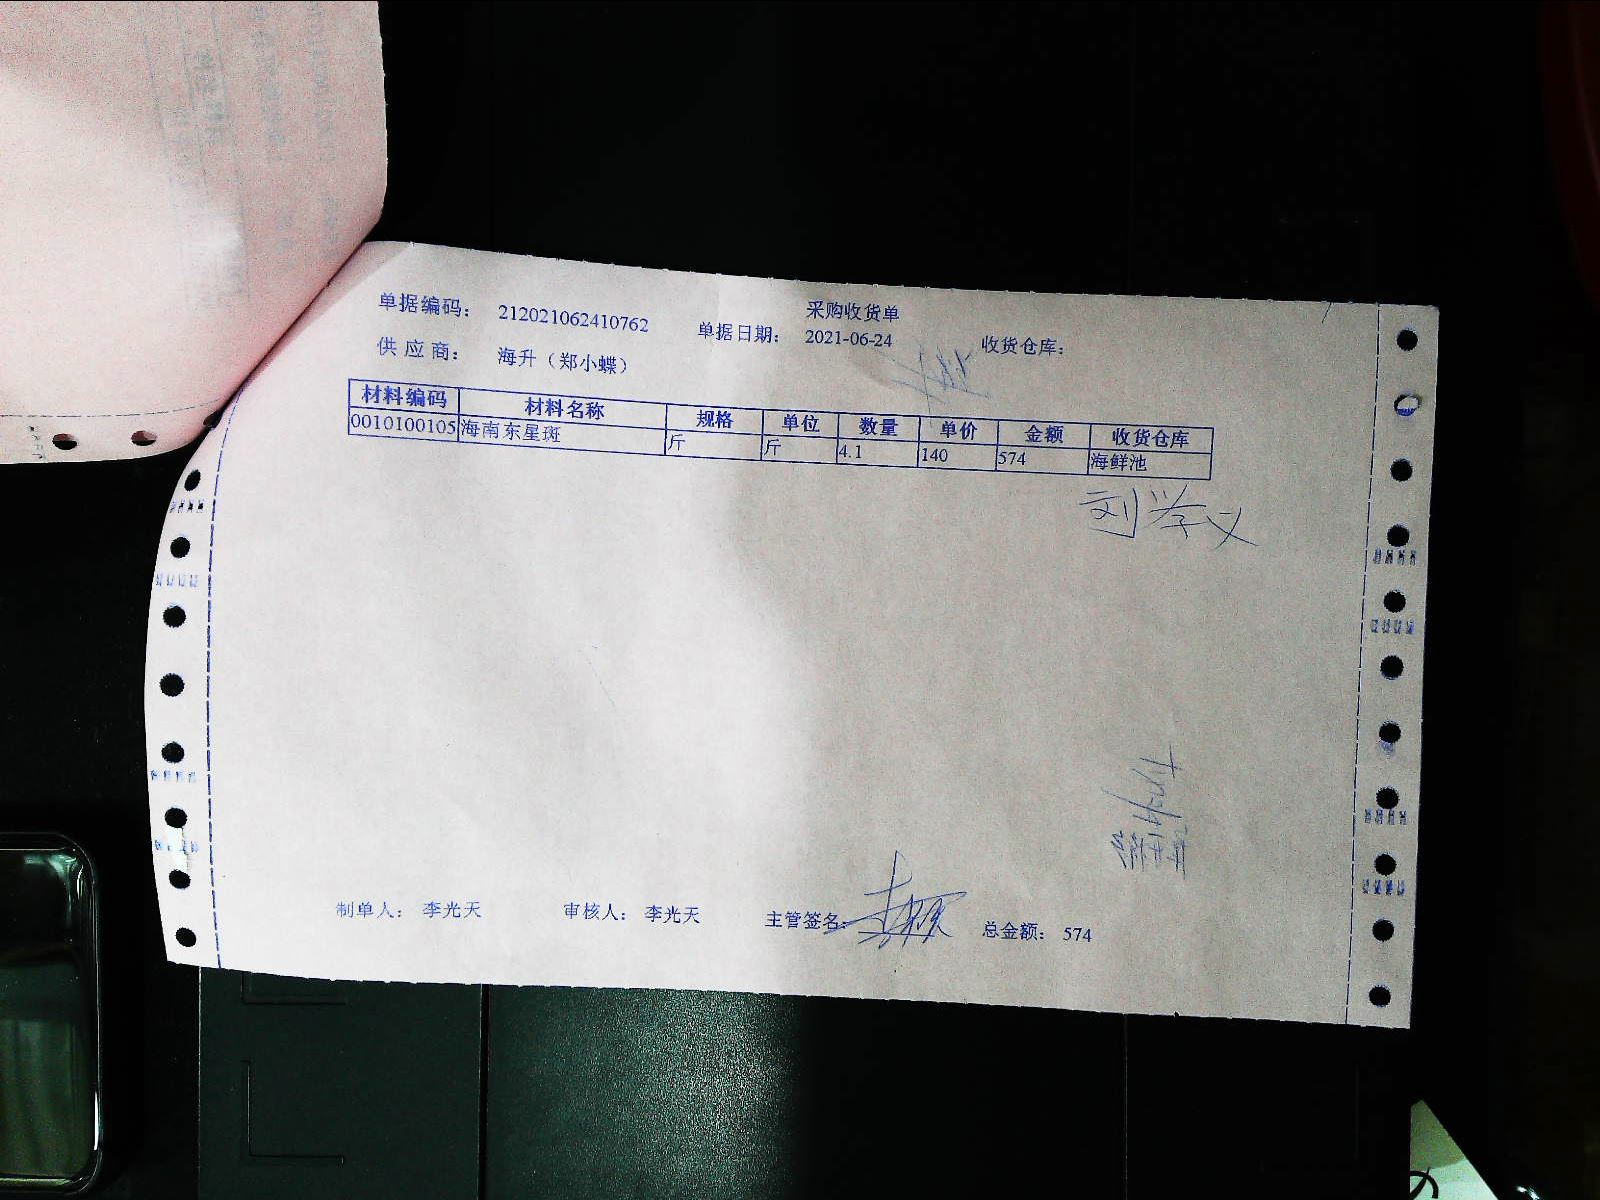 采购收货单
单据编码： 212021062410762 单据日期： 2021-06-24 收货仓库：
供 应 商： 海升（郑小蝶）
材料编码 材料名称 规格 单位 数量 单价 金额 收货仓库
0010100105 海南东星斑 斤 斤 4.1 140 574 海鲜池
刘学义
制单人： 李光天 审核人： 李光天 主管签名： 总金额： 574